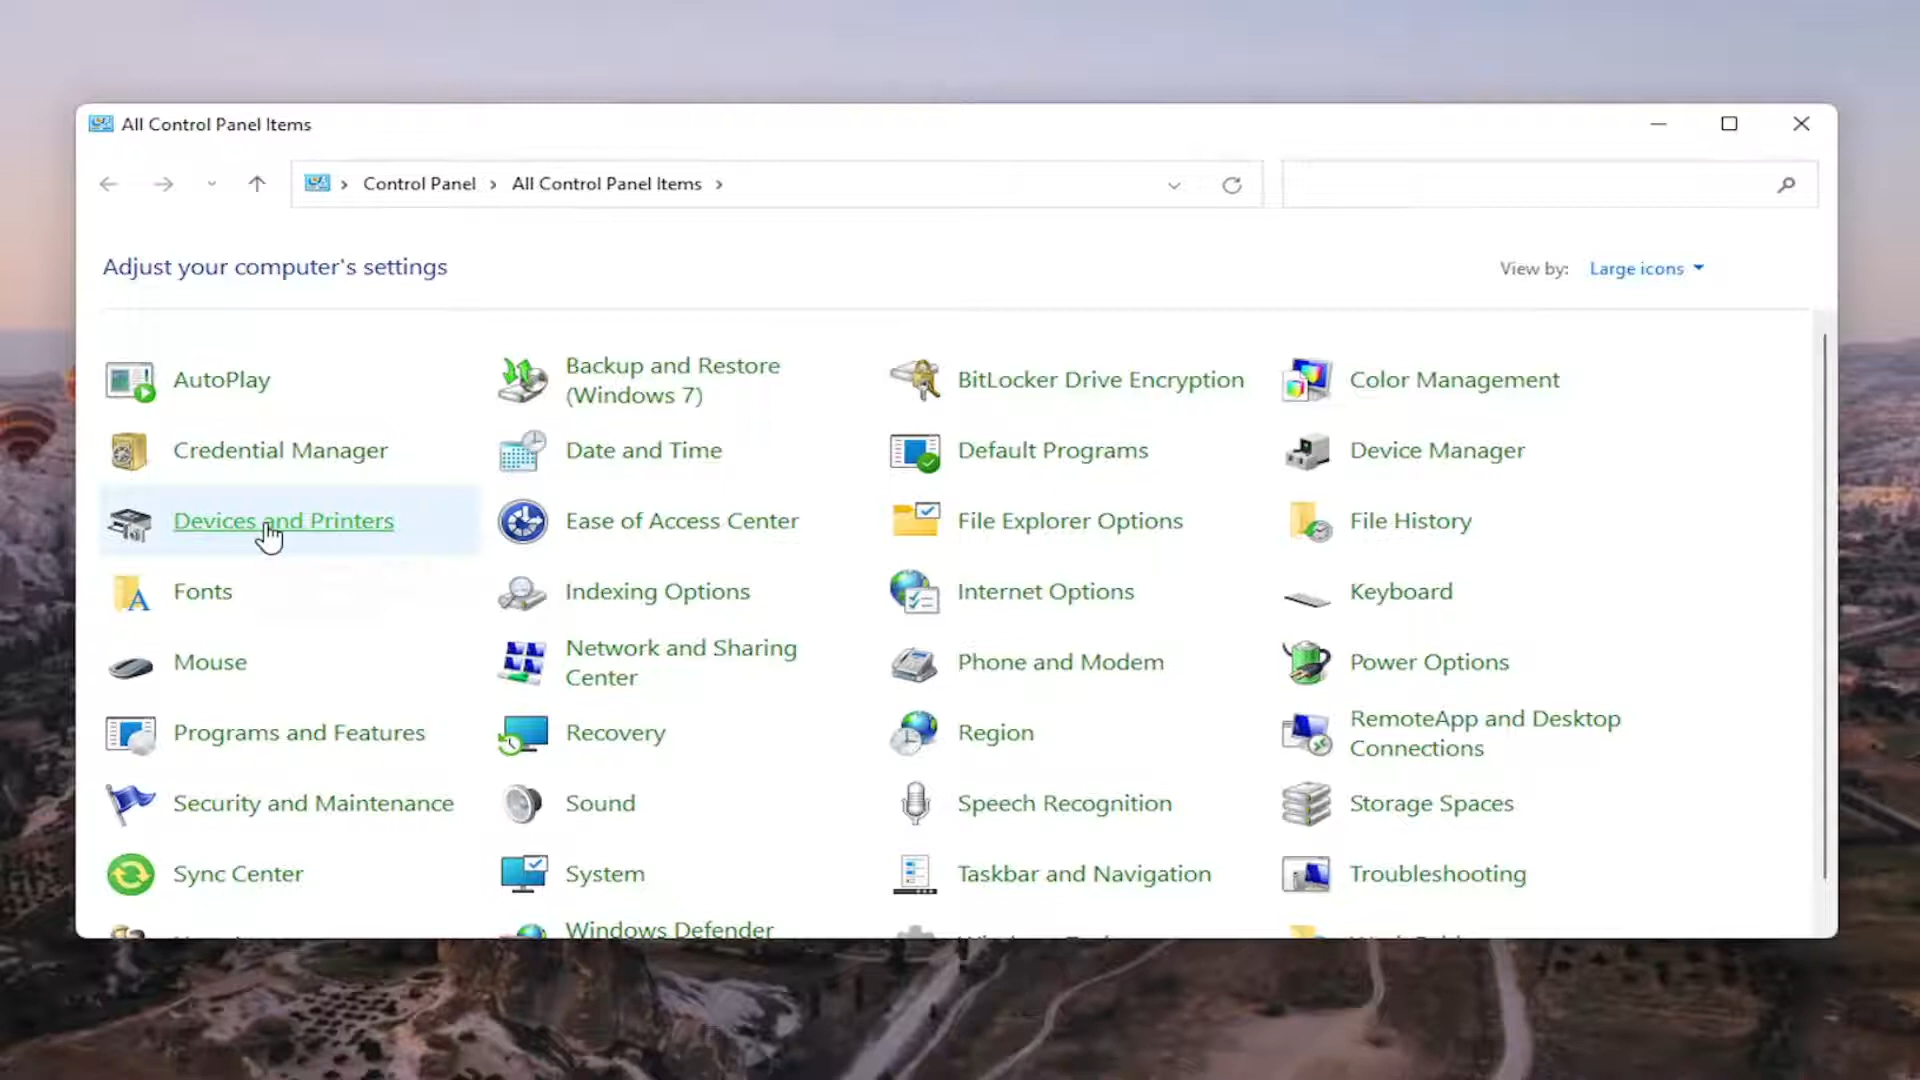 All Control Panel Items
Control Panel
All Control Panel Items
Adjust your computer's settings
View by:
Large icons
AutoPlay
Backup and Restore
(Windows 7)
BitLocker Drive Encryption
Color Management
Credential Manager
Date and Time
Default Programs
Device Manager
Devices and Printers
Ease of Access Center
File Explorer Options
File History
Fonts
Indexing Options
Internet Options
Keyboard
Mouse
Network and Sharing
Center
Phone and Modem
Power Options
Programs and Features
Recovery
Region
RemoteApp and Desktop
Connections
Security and Maintenance
Sound
Speech Recognition
Storage Spaces
Sync Center
System
Taskbar and Navigation
Troubleshooting
Windows Defender